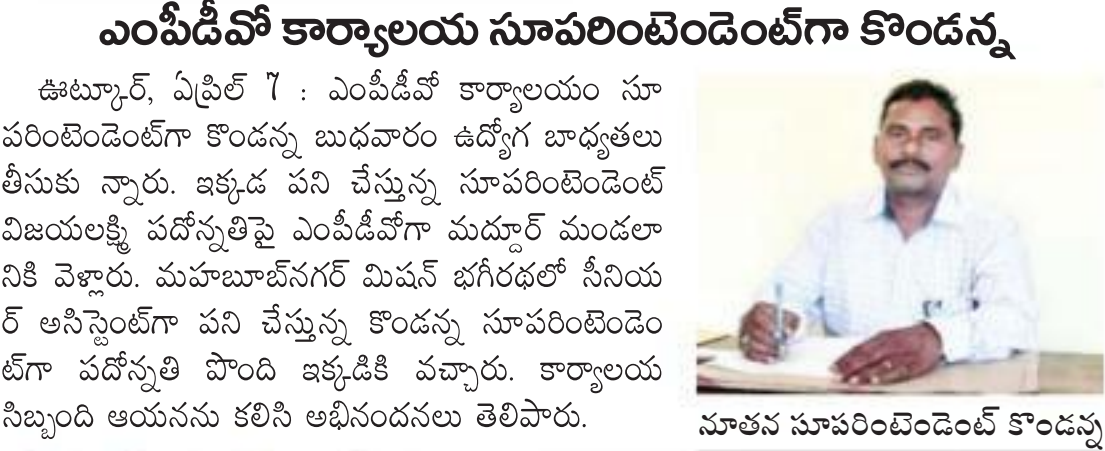 ఎంపీడీవో కార్యాలయ సూపరింటెండెంట్‌గా కొండన్న
ఊట్కూర్, ఏప్రిల్ 7 : ఎంపీడీవో కార్యాలయం సూ
పరింటెండెంట్‌గా కొండన్న బుధవారం ఉద్యోగ బాధ్యతలు
తీసుకు న్నారు. ఇక్కడ పని చేస్తున్న సూపరింటెండెంట్
విజయలక్ష్మి పదోన్నతిపై ఎంపీడీవోగా మద్దూర్ మండలా
నికి వెళ్లారు. మహబూబ్‌నగర్ మిషన్ భగీరథలో సీనియ
ర్ అసిస్టెంట్‌గా పని చేస్తున్న కొండన్న సూపరింటెండెం
ట్‌గా పదోన్నతి పొంది ఇక్కడికి వచ్చారు. కార్యాలయ
సిబ్బంది ఆయనను కలిసి అభినందనలు తెలిపారు.
నూతన సూపరింటెండెంట్ కొండన్న